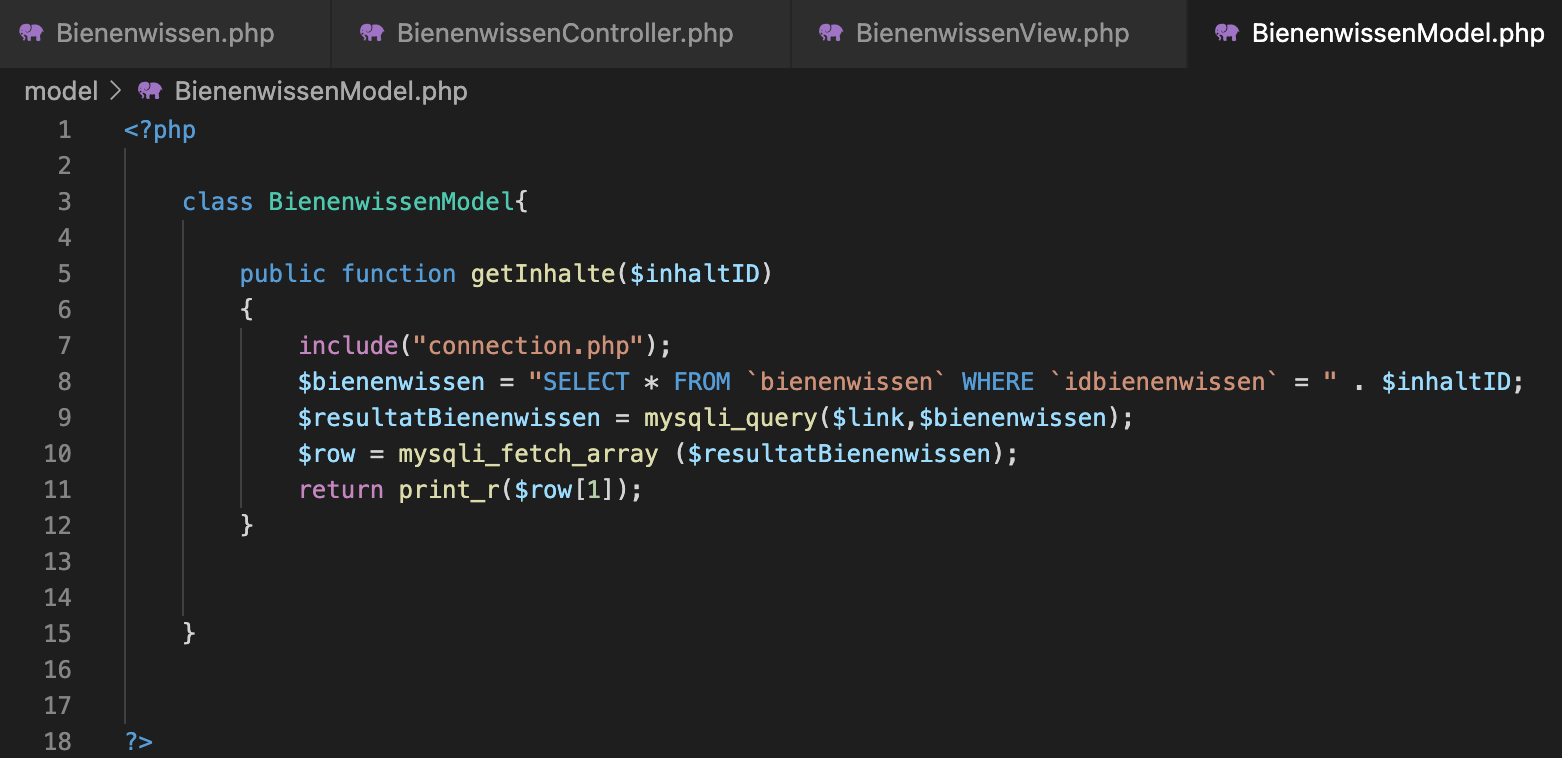 Bienenwissen.php BienenwissenController.php BienenwissenView.php BienenwissenModel.php
model > BienenwissenModel.php
1 <?php
2
3 class BienenwissenModel{
4
5 public function getInhalte($inhaltID)
6 {
7 include("connection.php");
8 $bienenwissen = "SELECT * FROM `bienenwissen` WHERE `idbienenwissen` = " . $inhaltID;
9 $resultatBienenwissen = mysqli_query($link,$bienenwissen);
10 $row = mysqli_fetch_array ($resultatBienenwissen);
11 return print_r($row[1]);
12 }
13
14
15 }
16
17
18 ?>